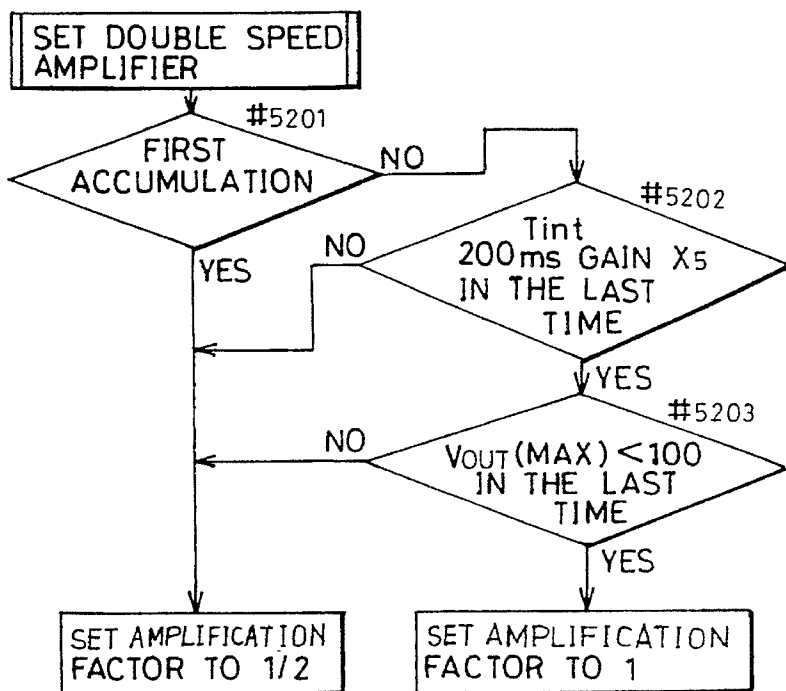 SET DOUBLE SPEED
AMPLIFIER
#5201
FIRST
ACCUMULATION
NO
YES
#5202
Tint
200ms GAIN X5
IN THE LAST
TIME
NO
YES
#5203
VOUT(MAX)<100
IN THE LAST
TIME
NO
YES
SET AMPLIFICATION
FACTOR TO 1/2
SET AMPLIFICATION
FACTOR TO 1